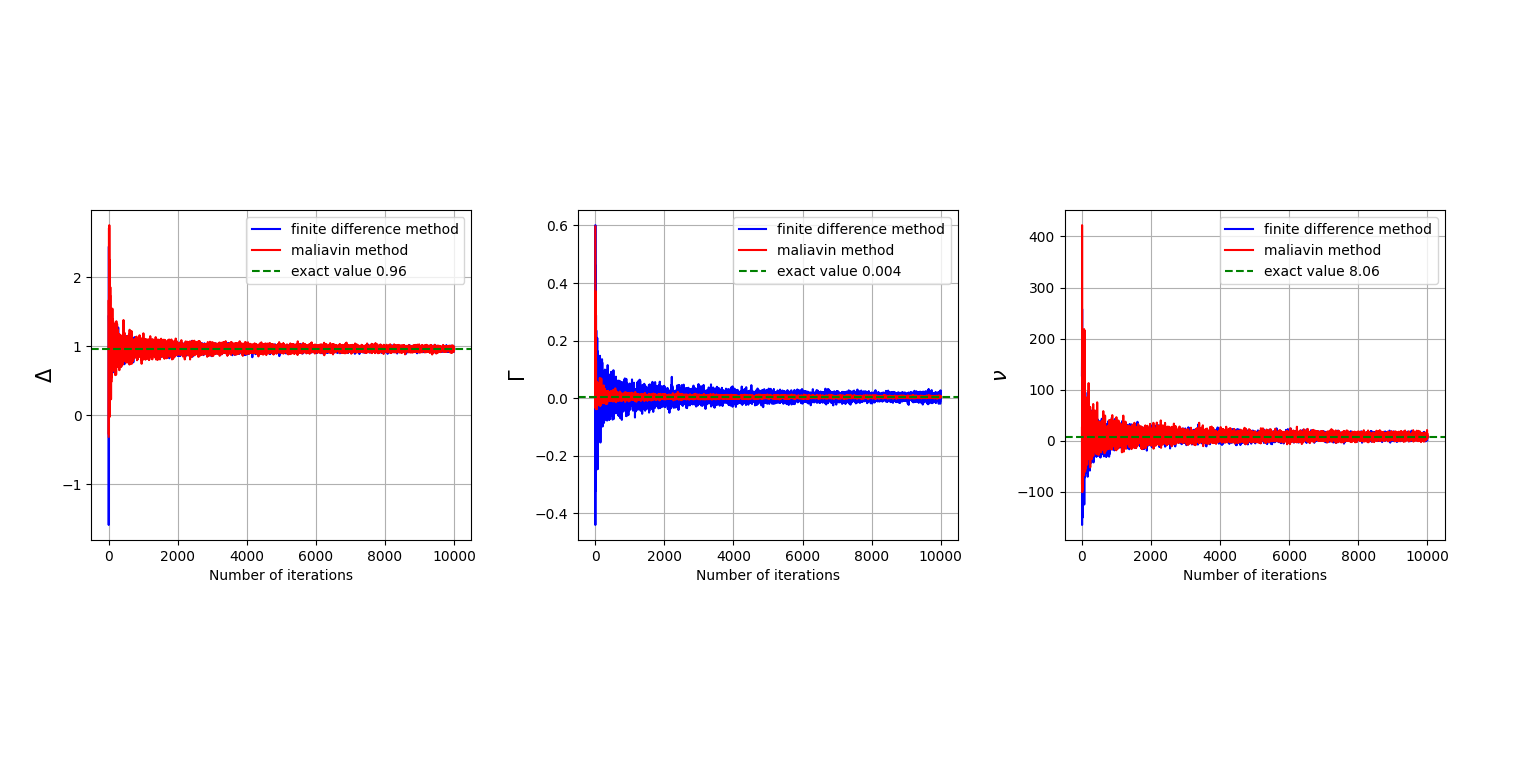 finite difference method
maliavin method
exact value 0.96
2
1
0
−1
Δ
0 2000 4000 6000 8000 10000
Number of iterations
finite difference method
maliavin method
exact value 0.004
0.6
0.4
0.2
0.0
−0.2
−0.4
Γ
0 2000 4000 6000 8000 10000
Number of iterations
finite difference method
maliavin method
exact value 8.06
400
300
200
100
0
−100
ν
0 2000 4000 6000 8000 10000
Number of iterations